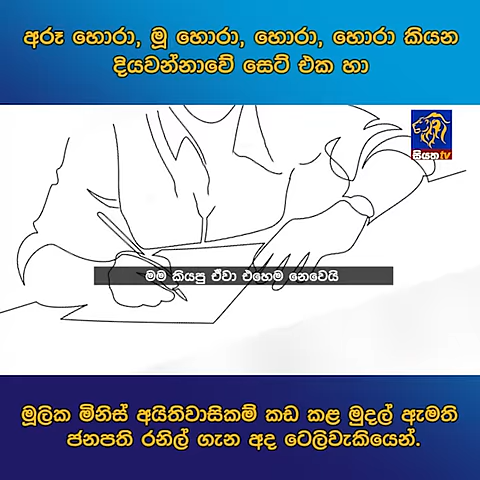 අරූ හොරා, මූ හොරා, හොරා, හොරා කියන
දියවන්නාවේ සෙට් එක හා
සියත tv
මම කියපු ඒවා එහෙම නෙවෙයි
මූලික මිනිස් අයිතිවාසිකම් කඩ කළ මුදල් ඇමති
ජනපති රනිල් ගැන අද ටෙලිවැකියෙන්.